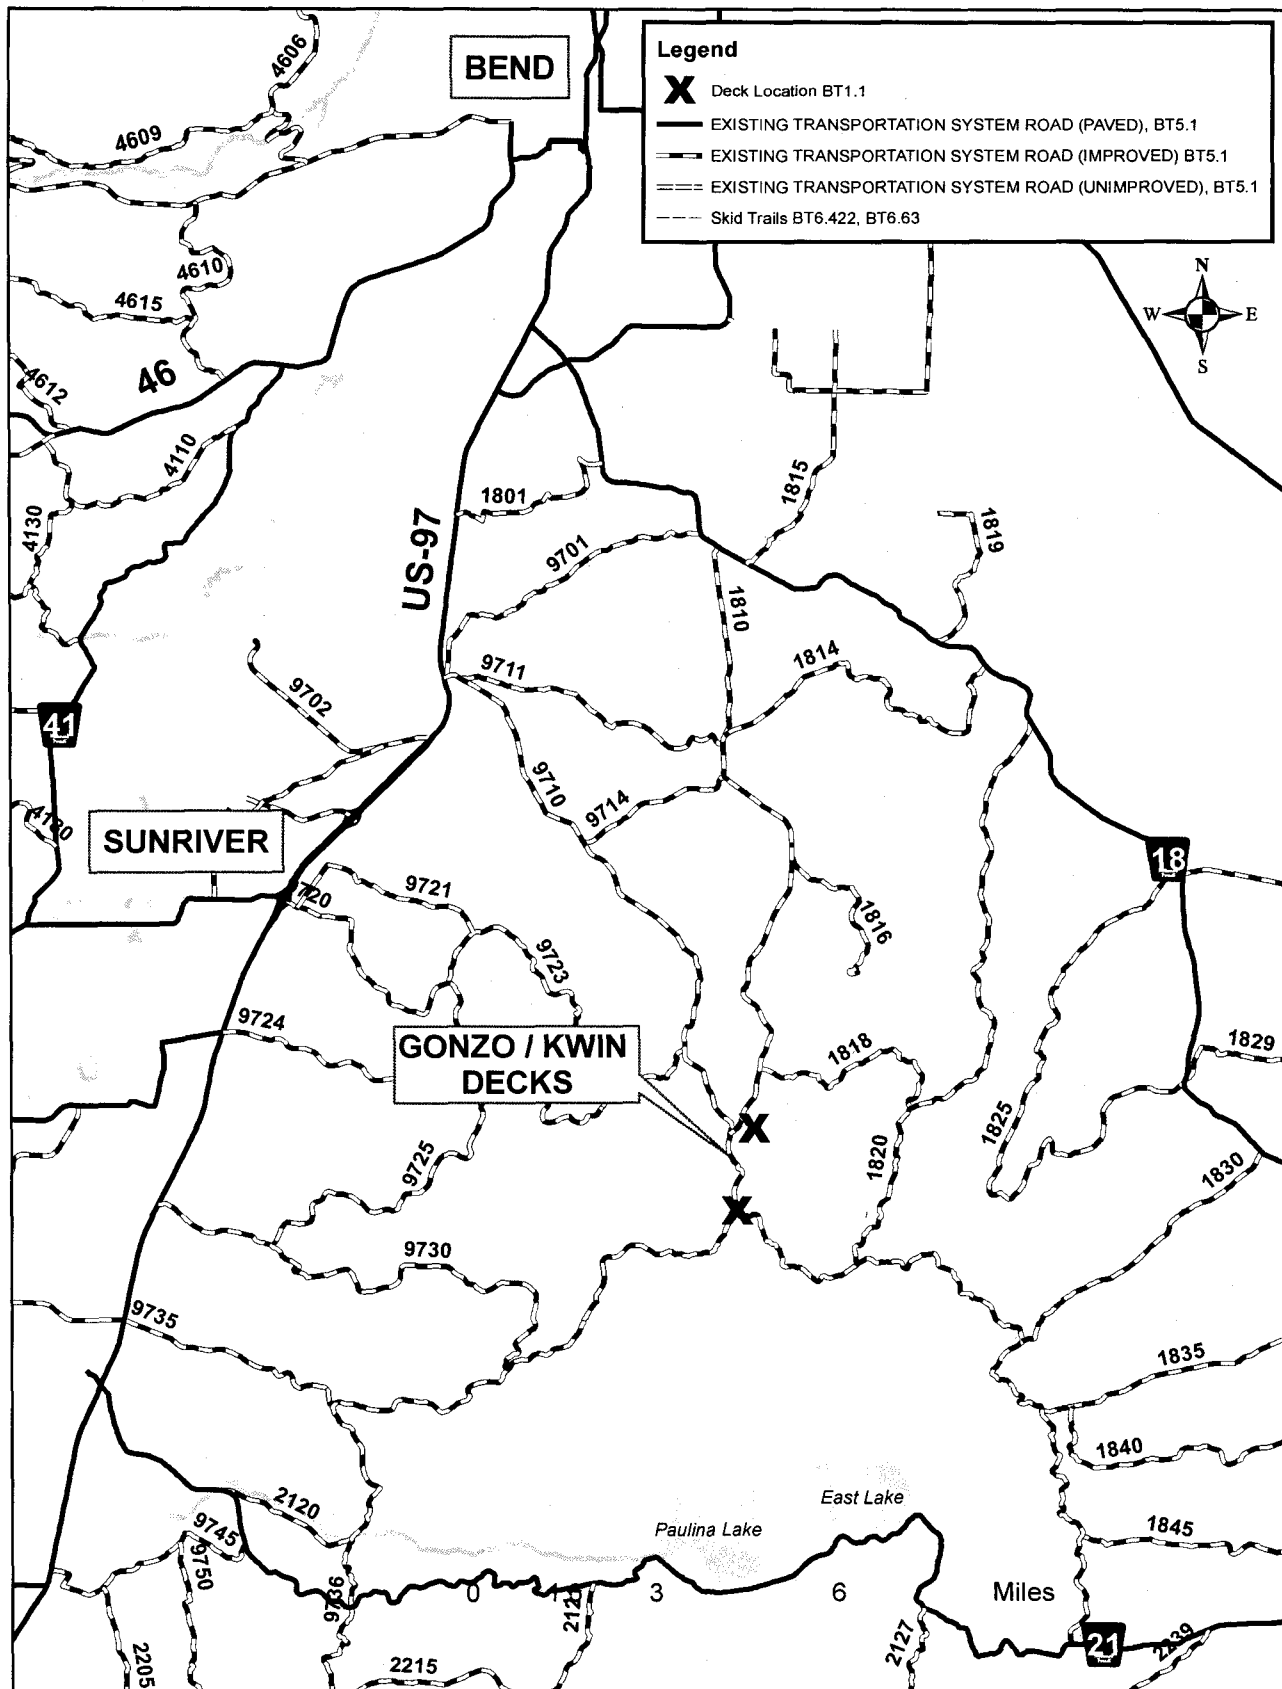 4606
BEND
Legend
X Deck Location BT1.1
EXISTING TRANSPORTATION SYSTEM ROAD (PAVED), BT5.1
EXISTING TRANSPORTATION SYSTEM ROAD (IMPROVED) BT5.1
EXISTING TRANSPORTATION SYSTEM ROAD (UNIMPROVED), BT5.1
Skid Trails BT6.422, BT6.63
4609
4610
4615
N
W E
S
46
4612
4110
4130
1801
1815
US-97
9701
1819
1810
9711
1814
9702
41
9710
9714
SUNRIVER
18
9721
1816
9723
9724
GONZO / KWIN
DECKS
1818
1829
1825
X
9725
1820
1830
X
9730
9735
1835
1840
2120
East Lake
9745
Paulina Lake
1845
9750
9736
0
3
6
Miles
2127
21
2239
2205
2215